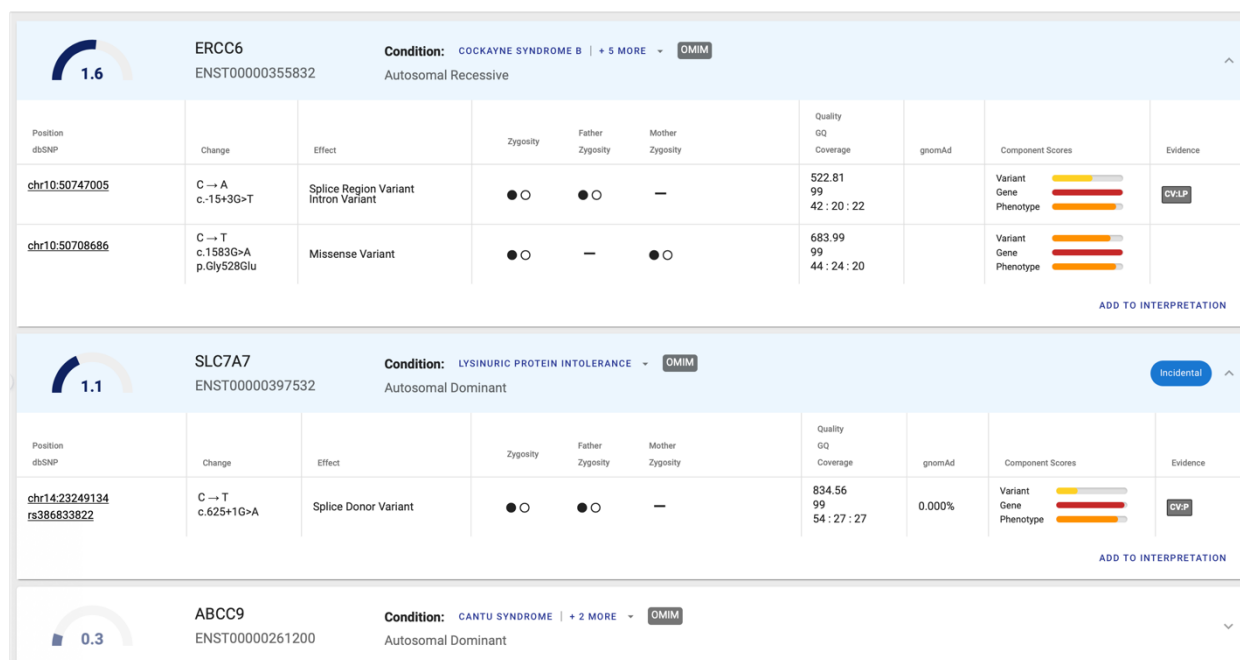 ERCC6
Condition: COCKAYNE SYNDROME B | + 5 MORE OMIM
1.6
ENST00000355832
Autosomal Recessive
Position
dbSNP
Change
Effect
Zygosity
Father
Zygosity
Mother
Zygosity
Quality
GQ
Coverage
gnomAd
Component Scores
Evidence
chr10:50747005
C → A
c.-15+3G>T
Splice Region Variant
Intron Variant
522.81
99
42 : 20 : 22
Variant
Gene
Phenotype
CV:LP
chr10:50708686
C → T
c.1583G>A
p.Gly528Glu
Missense Variant
683.99
99
44 : 24 : 20
Variant
Gene
Phenotype
ADD TO INTERPRETATION
SLC7A7
Condition: LYSINURIC PROTEIN INTOLERANCE OMIM
1.1
ENST00000397532
Autosomal Dominant
Incidental
Position
dbSNP
Change
Effect
Zygosity
Father
Zygosity
Mother
Zygosity
Quality
GQ
Coverage
gnomAd
Component Scores
Evidence
chr14:23249134
rs386833822
C → T
c.625+1G>A
Splice Donor Variant
834.56
99
54 : 27 : 27
0.000%
Variant
Gene
Phenotype
CV:P
ADD TO INTERPRETATION
ABCC9
Condition: CANTU SYNDROME | + 2 MORE OMIM
0.3
ENST00000261200
Autosomal Dominant